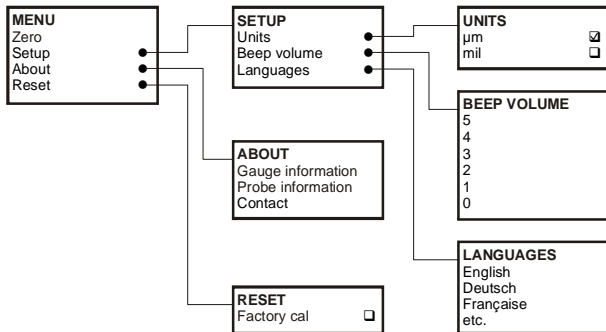 MENU
Zero
Setup
About
Reset
SETUP
Units
Beep volume
Languages
UNITS
µm
mil
BEEP VOLUME
5
4
3
2
1
0
ABOUT
Gauge information
Probe information
Contact
LANGUAGES
English
Deutsch
Française
etc.
RESET
Factory cal